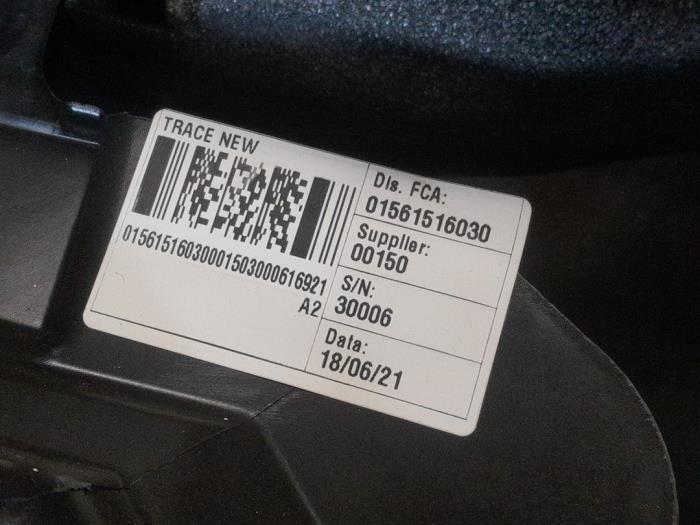 TRACE NEW
01561516030001503000616921
A2
Dis. FCA:
01561516030
Supplier:
00150
S/N:
30006
Data:
18/06/21